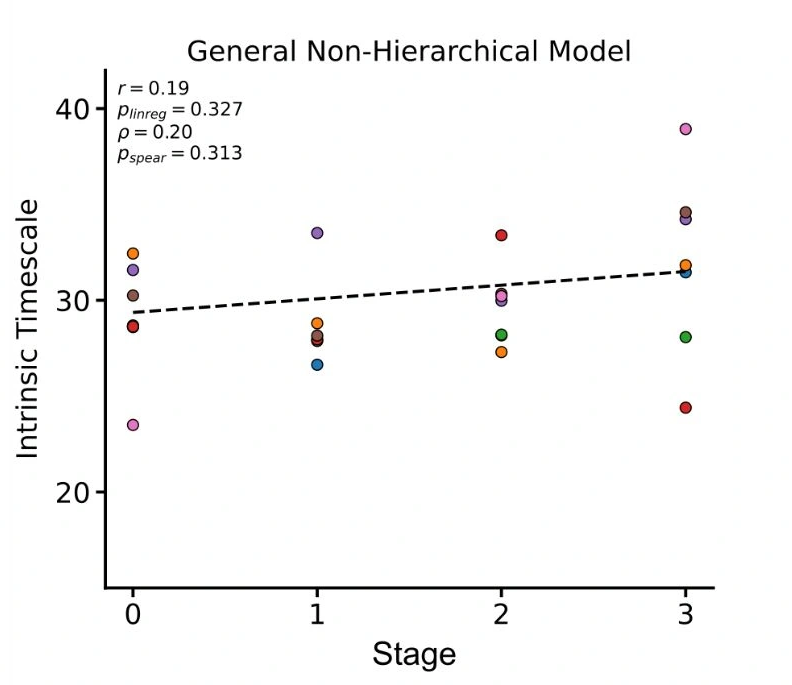 General Non-Hierarchical Model
r = 0.19
p_linreg = 0.327
ρ = 0.20
p_spear = 0.313
40
30
20
Intrinsic Timescale
0 1 2 3
Stage